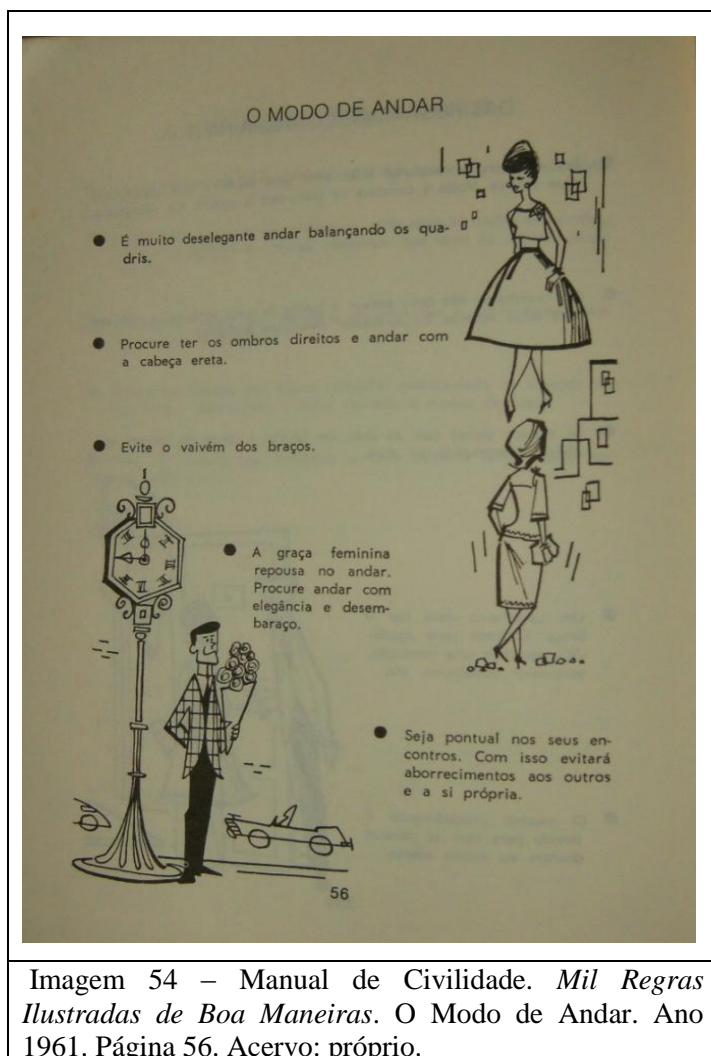 O MODO DE ANDAR
● É muito deselegante andar balançando os qua-
dris.
● Procure ter os ombros direitos e andar com
a cabeça ereta.
● Evite o vaivém dos braços.
● A graça feminina
repousa no andar.
Procure andar com
elegância e desem-
baraço.
● Seja pontual nos seus en-
contros. Com isso evitará
aborrecimentos aos outros
e a si própria.
56
Imagem 54 – Manual de Civilidade. Mil Regras
Ilustradas de Boa Maneiras. O Modo de Andar. Ano
1961. Página 56. Acervo: próprio.